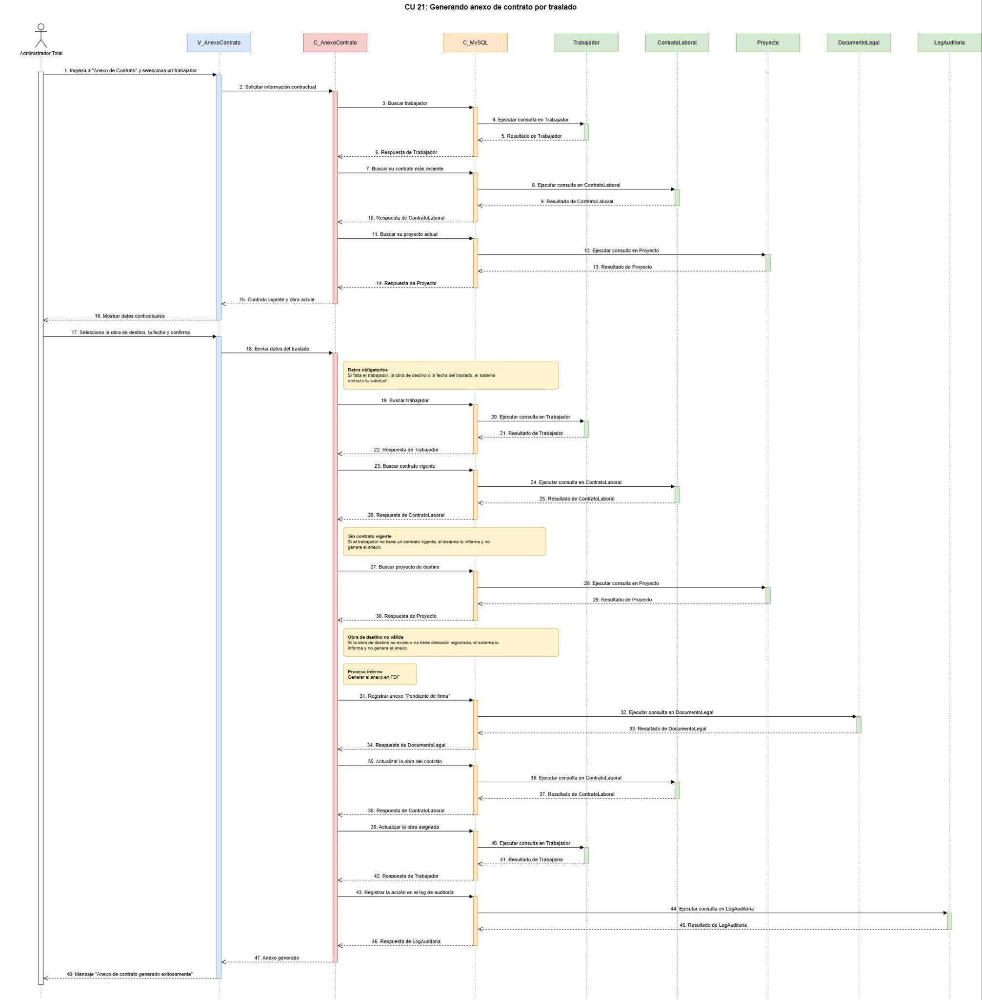 CU 21: Generando anexo de contrato por traslado
Administrador Total
V_AnexoContrato
C_AnexoContrato
C_MySQL
Trabajador
ContratoLaboral
Proyecto
DocumentoLegal
LogAuditoria
1. Ingresa a "Anexo de Contrato" y selecciona un trabajador
2. Solicitar información contractual
3. Buscar trabajador
4. Ejecutar consulta en Trabajador
5. Resultado de Trabajador
6. Respuesta de Trabajador
7. Buscar su contrato más reciente
8. Ejecutar consulta en ContratoLaboral
9. Resultado de ContratoLaboral
10. Respuesta de ContratoLaboral
11. Buscar su proyecto actual
12. Ejecutar consulta en Proyecto
13. Resultado de Proyecto
14. Respuesta de Proyecto
15. Contrato vigente y obra actual
16. Mostrar datos contractuales
17. Selecciona la obra de destino, la fecha y confirma
18. Enviar datos del traslado
Datos obligatorios
Si falta el trabajador, la obra de destino o la fecha del traslado, el sistema
rechaza la solicitud.
19. Buscar trabajador
20. Ejecutar consulta en Trabajador
21. Resultado de Trabajador
22. Respuesta de Trabajador
23. Buscar contrato vigente
24. Ejecutar consulta en ContratoLaboral
25. Resultado de ContratoLaboral
26. Respuesta de ContratoLaboral
Sin contrato vigente
Si el trabajador no tiene un contrato vigente, el sistema lo informa y no
genera el anexo.
27. Buscar proyecto de destino
28. Ejecutar consulta en Proyecto
29. Resultado de Proyecto
30. Respuesta de Proyecto
Obra de destino no válida
Si la obra de destino no existe o no tiene dirección registrada, el sistema lo
informa y no genera el anexo.
Proceso interno
Generar el anexo en PDF
31. Registrar anexo "Pendiente de firma"
32. Ejecutar consulta en DocumentoLegal
33. Resultado de DocumentoLegal
34. Respuesta de DocumentoLegal
35. Actualizar la obra del contrato
36. Ejecutar consulta en ContratoLaboral
37. Resultado de ContratoLaboral
38. Respuesta de ContratoLaboral
39. Actualizar la obra asignada
40. Ejecutar consulta en Trabajador
41. Resultado de Trabajador
42. Respuesta de Trabajador
43. Registrar la acción en el log de auditoría
44. Ejecutar consulta en LogAuditoria
45. Resultado de LogAuditoria
46. Respuesta de LogAuditoria
47. Anexo generado
48. Mensaje "Anexo de contrato generado exitosamente"